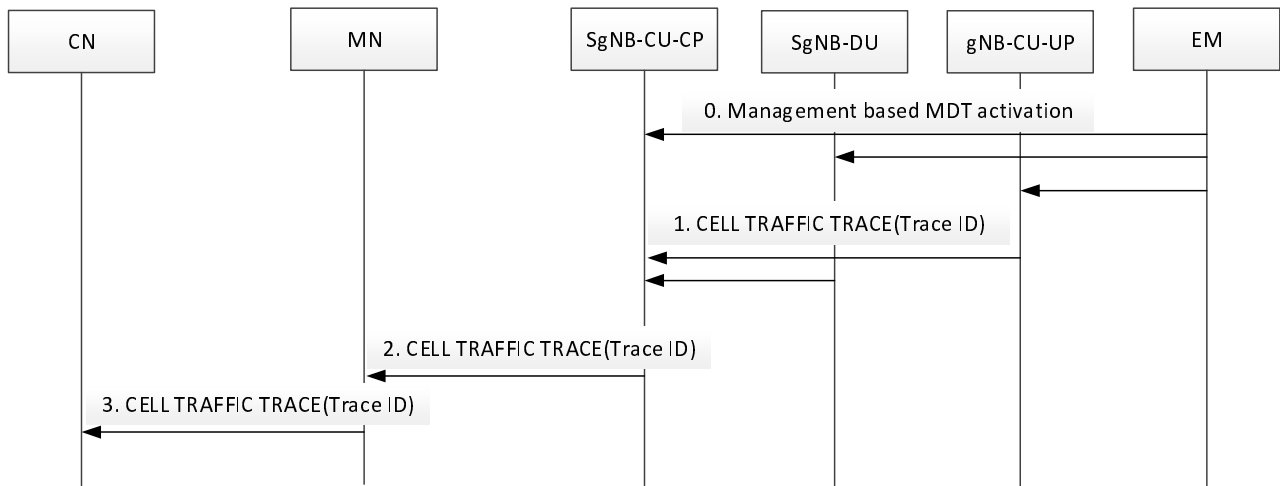 CN
MN
SgNB-CU-CP
SgNB-DU
gNB-CU-UP
EM
0. Management based MDT activation
1. CELL TRAFFIC TRACE(Trace ID)
2. CELL TRAFFIC TRACE(Trace ID)
3. CELL TRAFFIC TRACE(Trace ID)